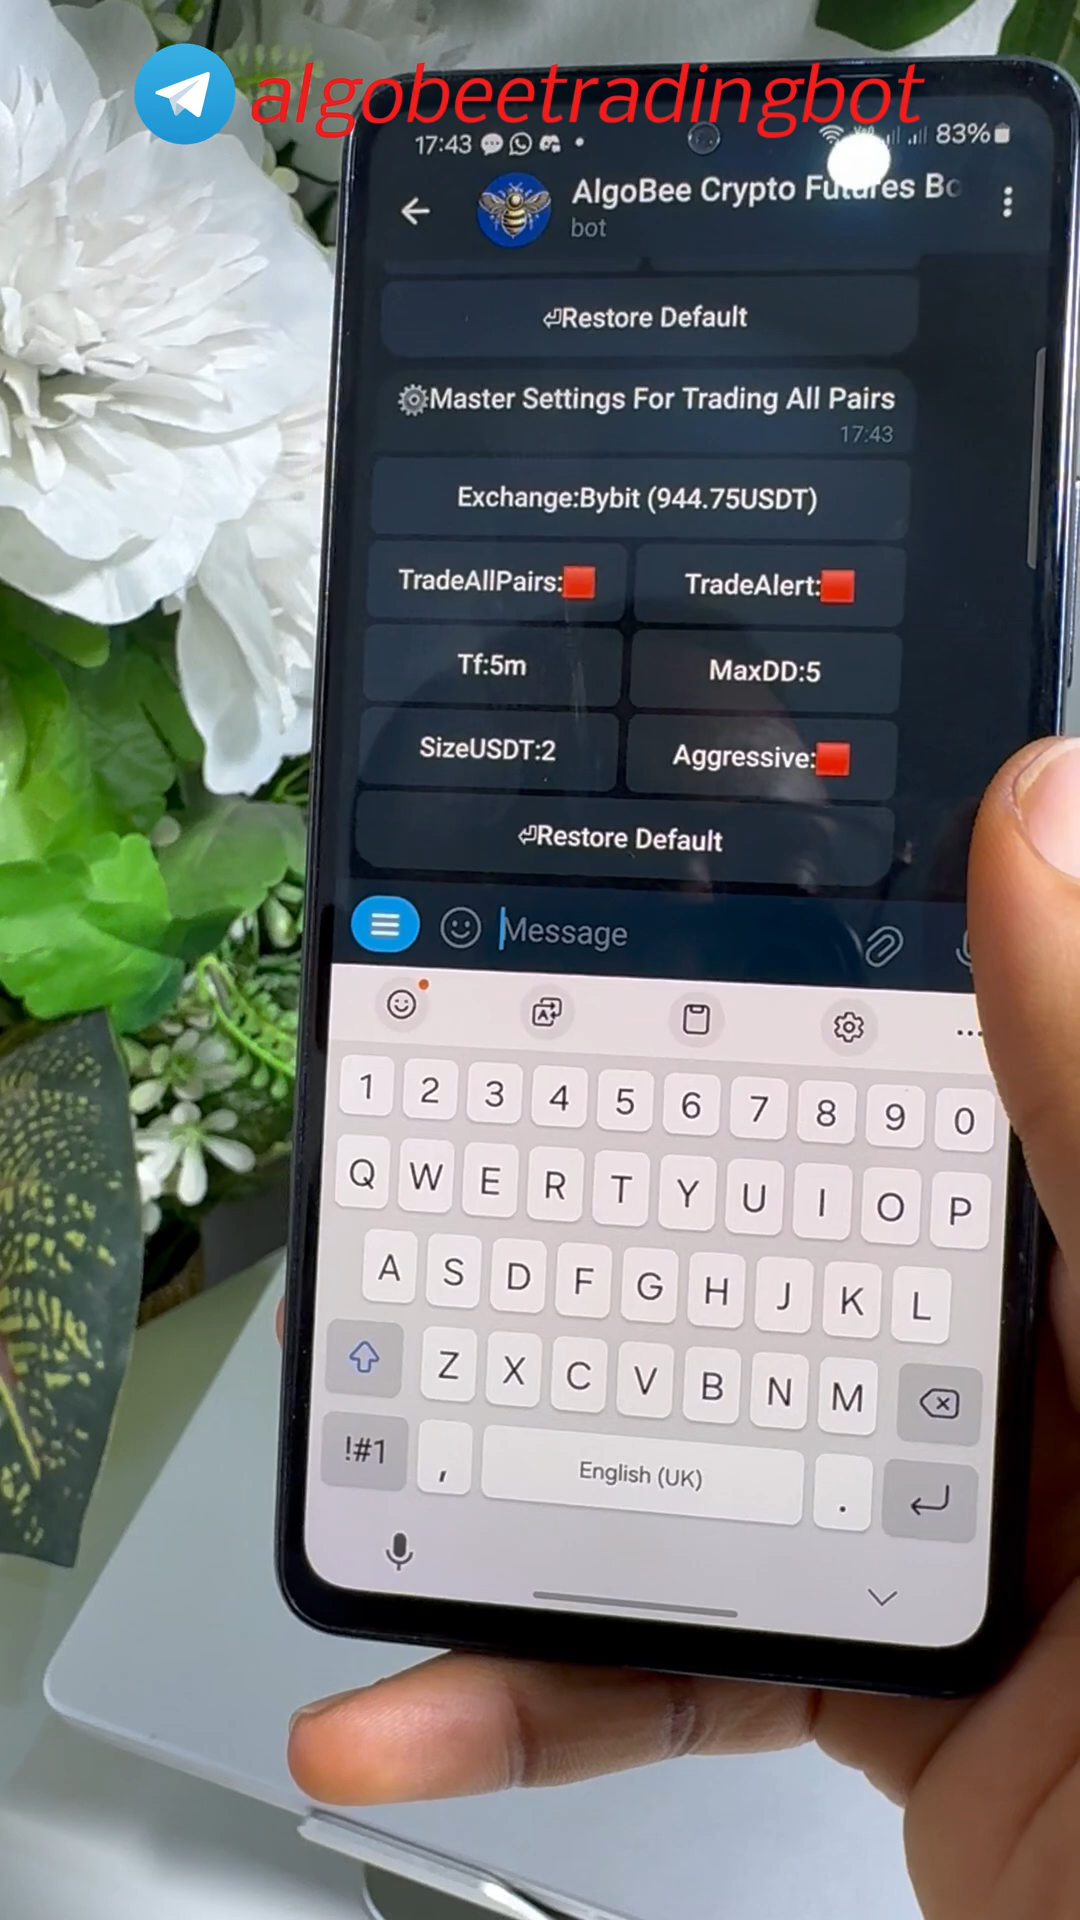 algobeetradingbot
17:43 83%
AlgoBee Crypto Futures Bo
bot
Restore Default
Master Settings For Trading All Pairs
17:43
Exchange:Bybit (944.75USDT)
TradeAllPairs: TradeAlert:
Tf:5m MaxDD:5
SizeUSDT:2 Aggressive:
Restore Default
Message
1 2 3 4 5 6 7 8 9 0
Q W E R T Y U I O P
A S D F G H J K L
Z X C V B N M
!#1 , English (UK) .